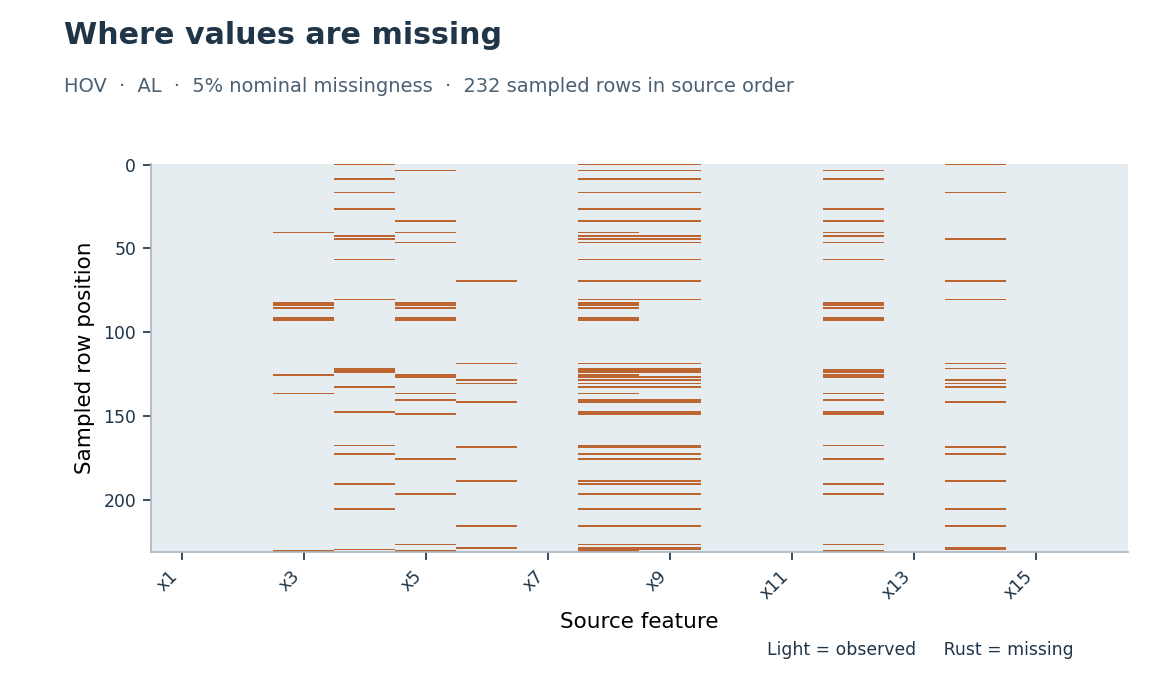 Where values are missing
HOV · AL · 5% nominal missingness · 232 sampled rows in source order
0
50
100
150
200
Sampled row position
x1
x3
x5
x7
x9
x11
x13
x15
Source feature
Light = observed Rust = missing